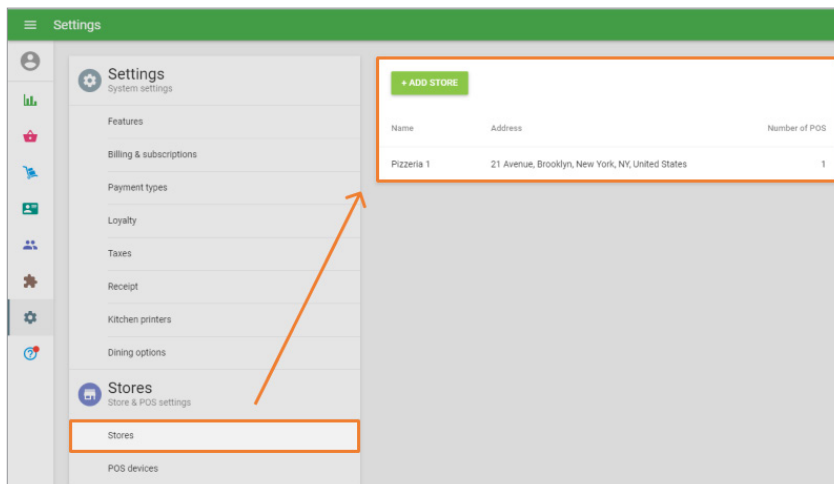 Settings
Settings
System settings
Features
Billing & subscriptions
Payment types
Loyalty
Taxes
Receipt
Kitchen printers
Dining options
Stores
Store & POS settings
Stores
POS devices
+ ADD STORE
Name Address Number of POS
Pizzeria 1 21 Avenue, Brooklyn, New York, NY, United States 1